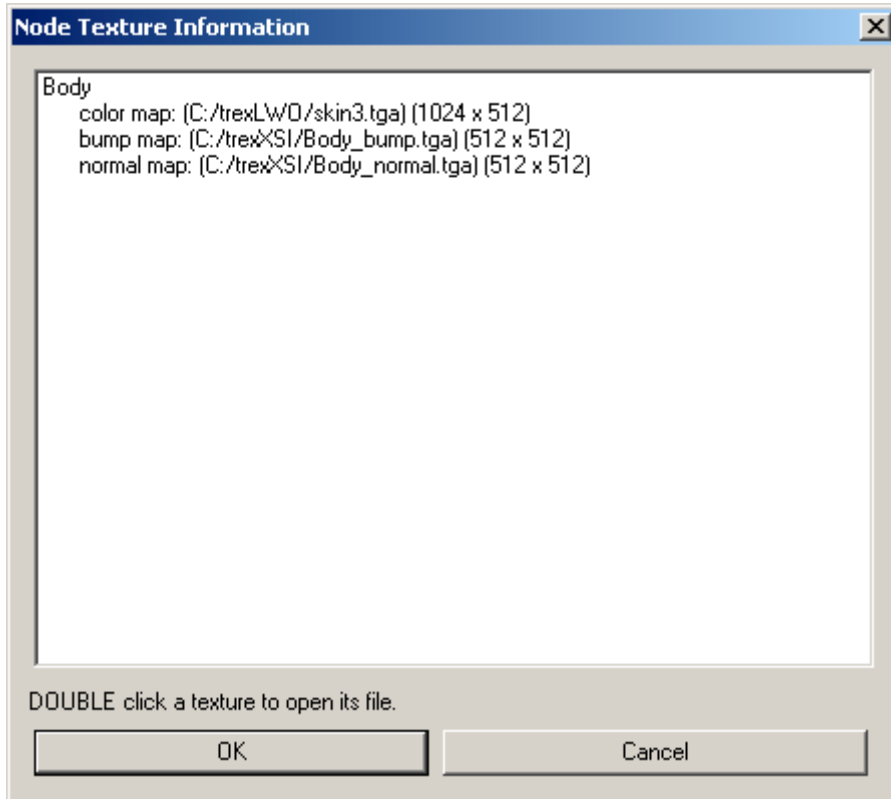 Node Texture Information
Body
color map: (C:/trexLWO/skin3.tga) (1024 x 512)
bump map: (C:/trexXSI/Body_bump.tga) (512 x 512)
normal map: (C:/trexXSI/Body_normal.tga) (512 x 512)
DOUBLE click a texture to open its file.
OK
Cancel